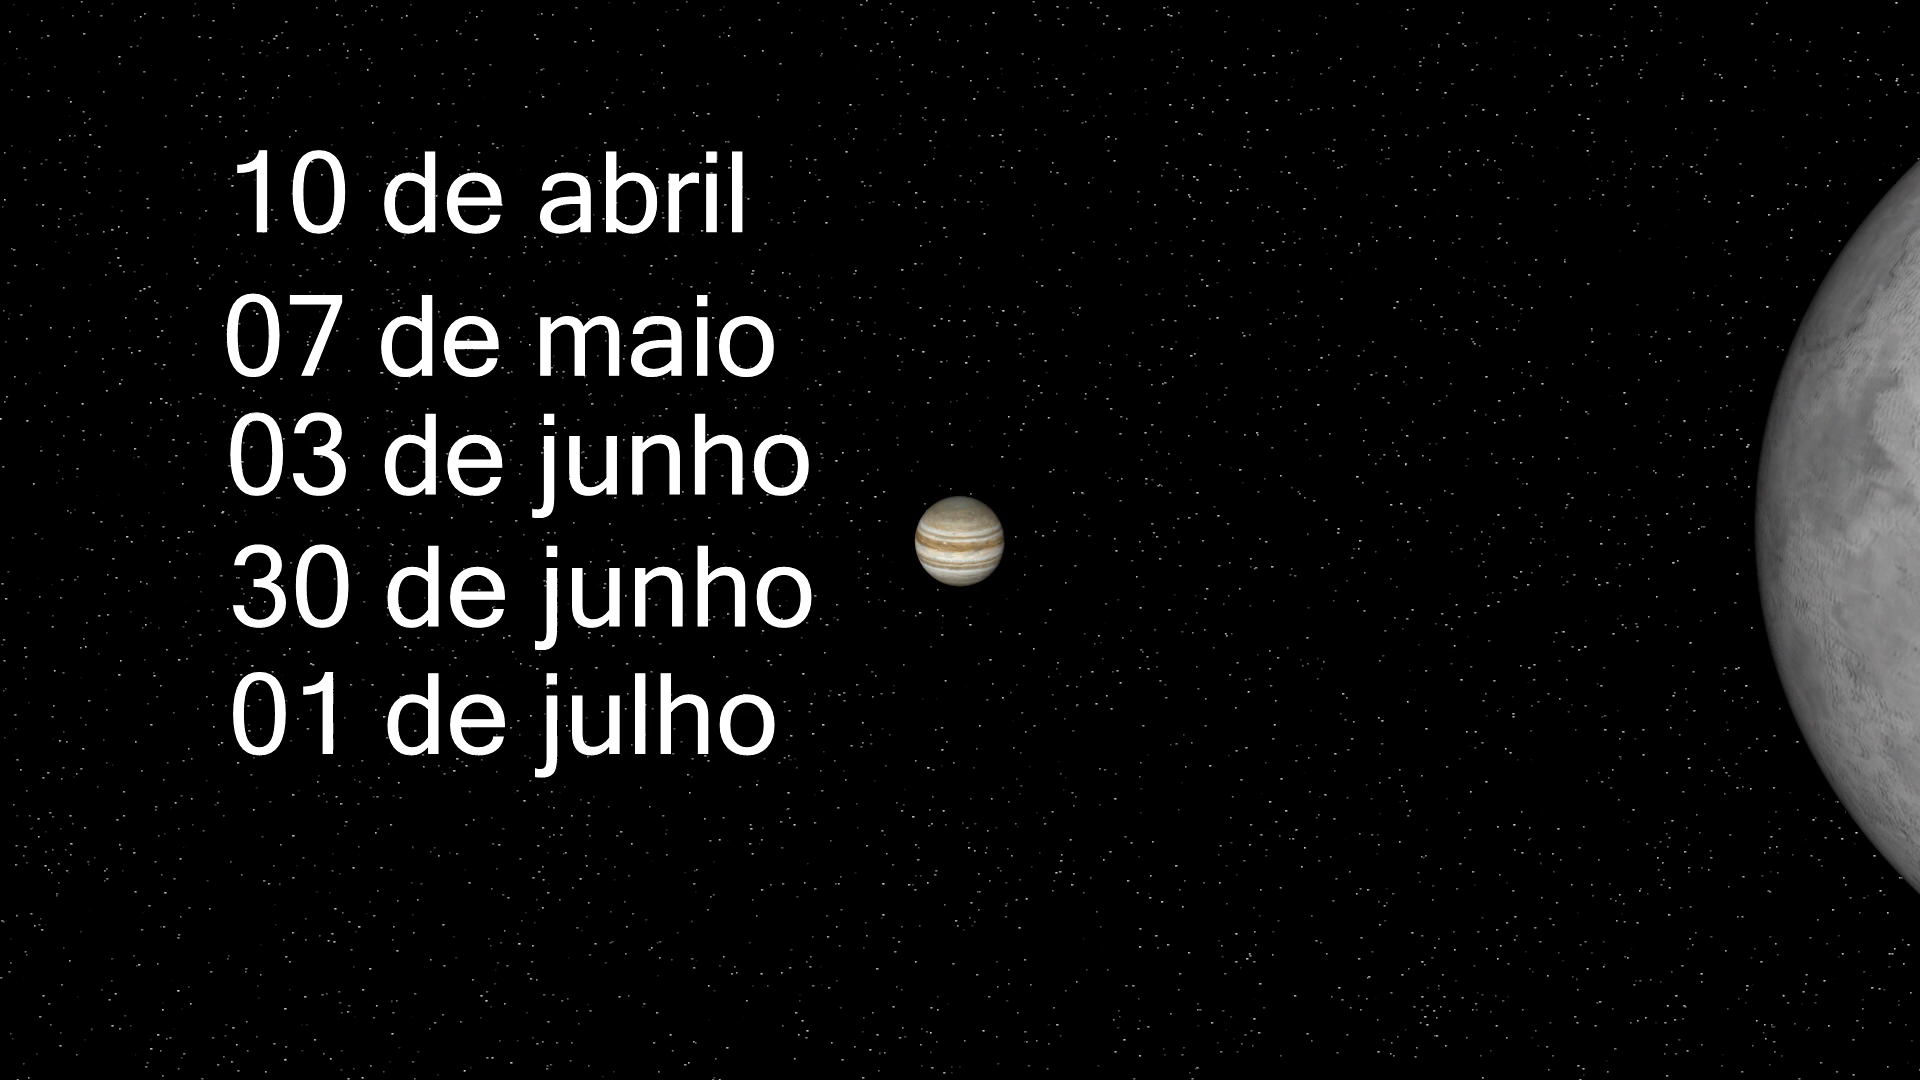 10 de abril
07 de maio
03 de junho
30 de junho
01 de julho